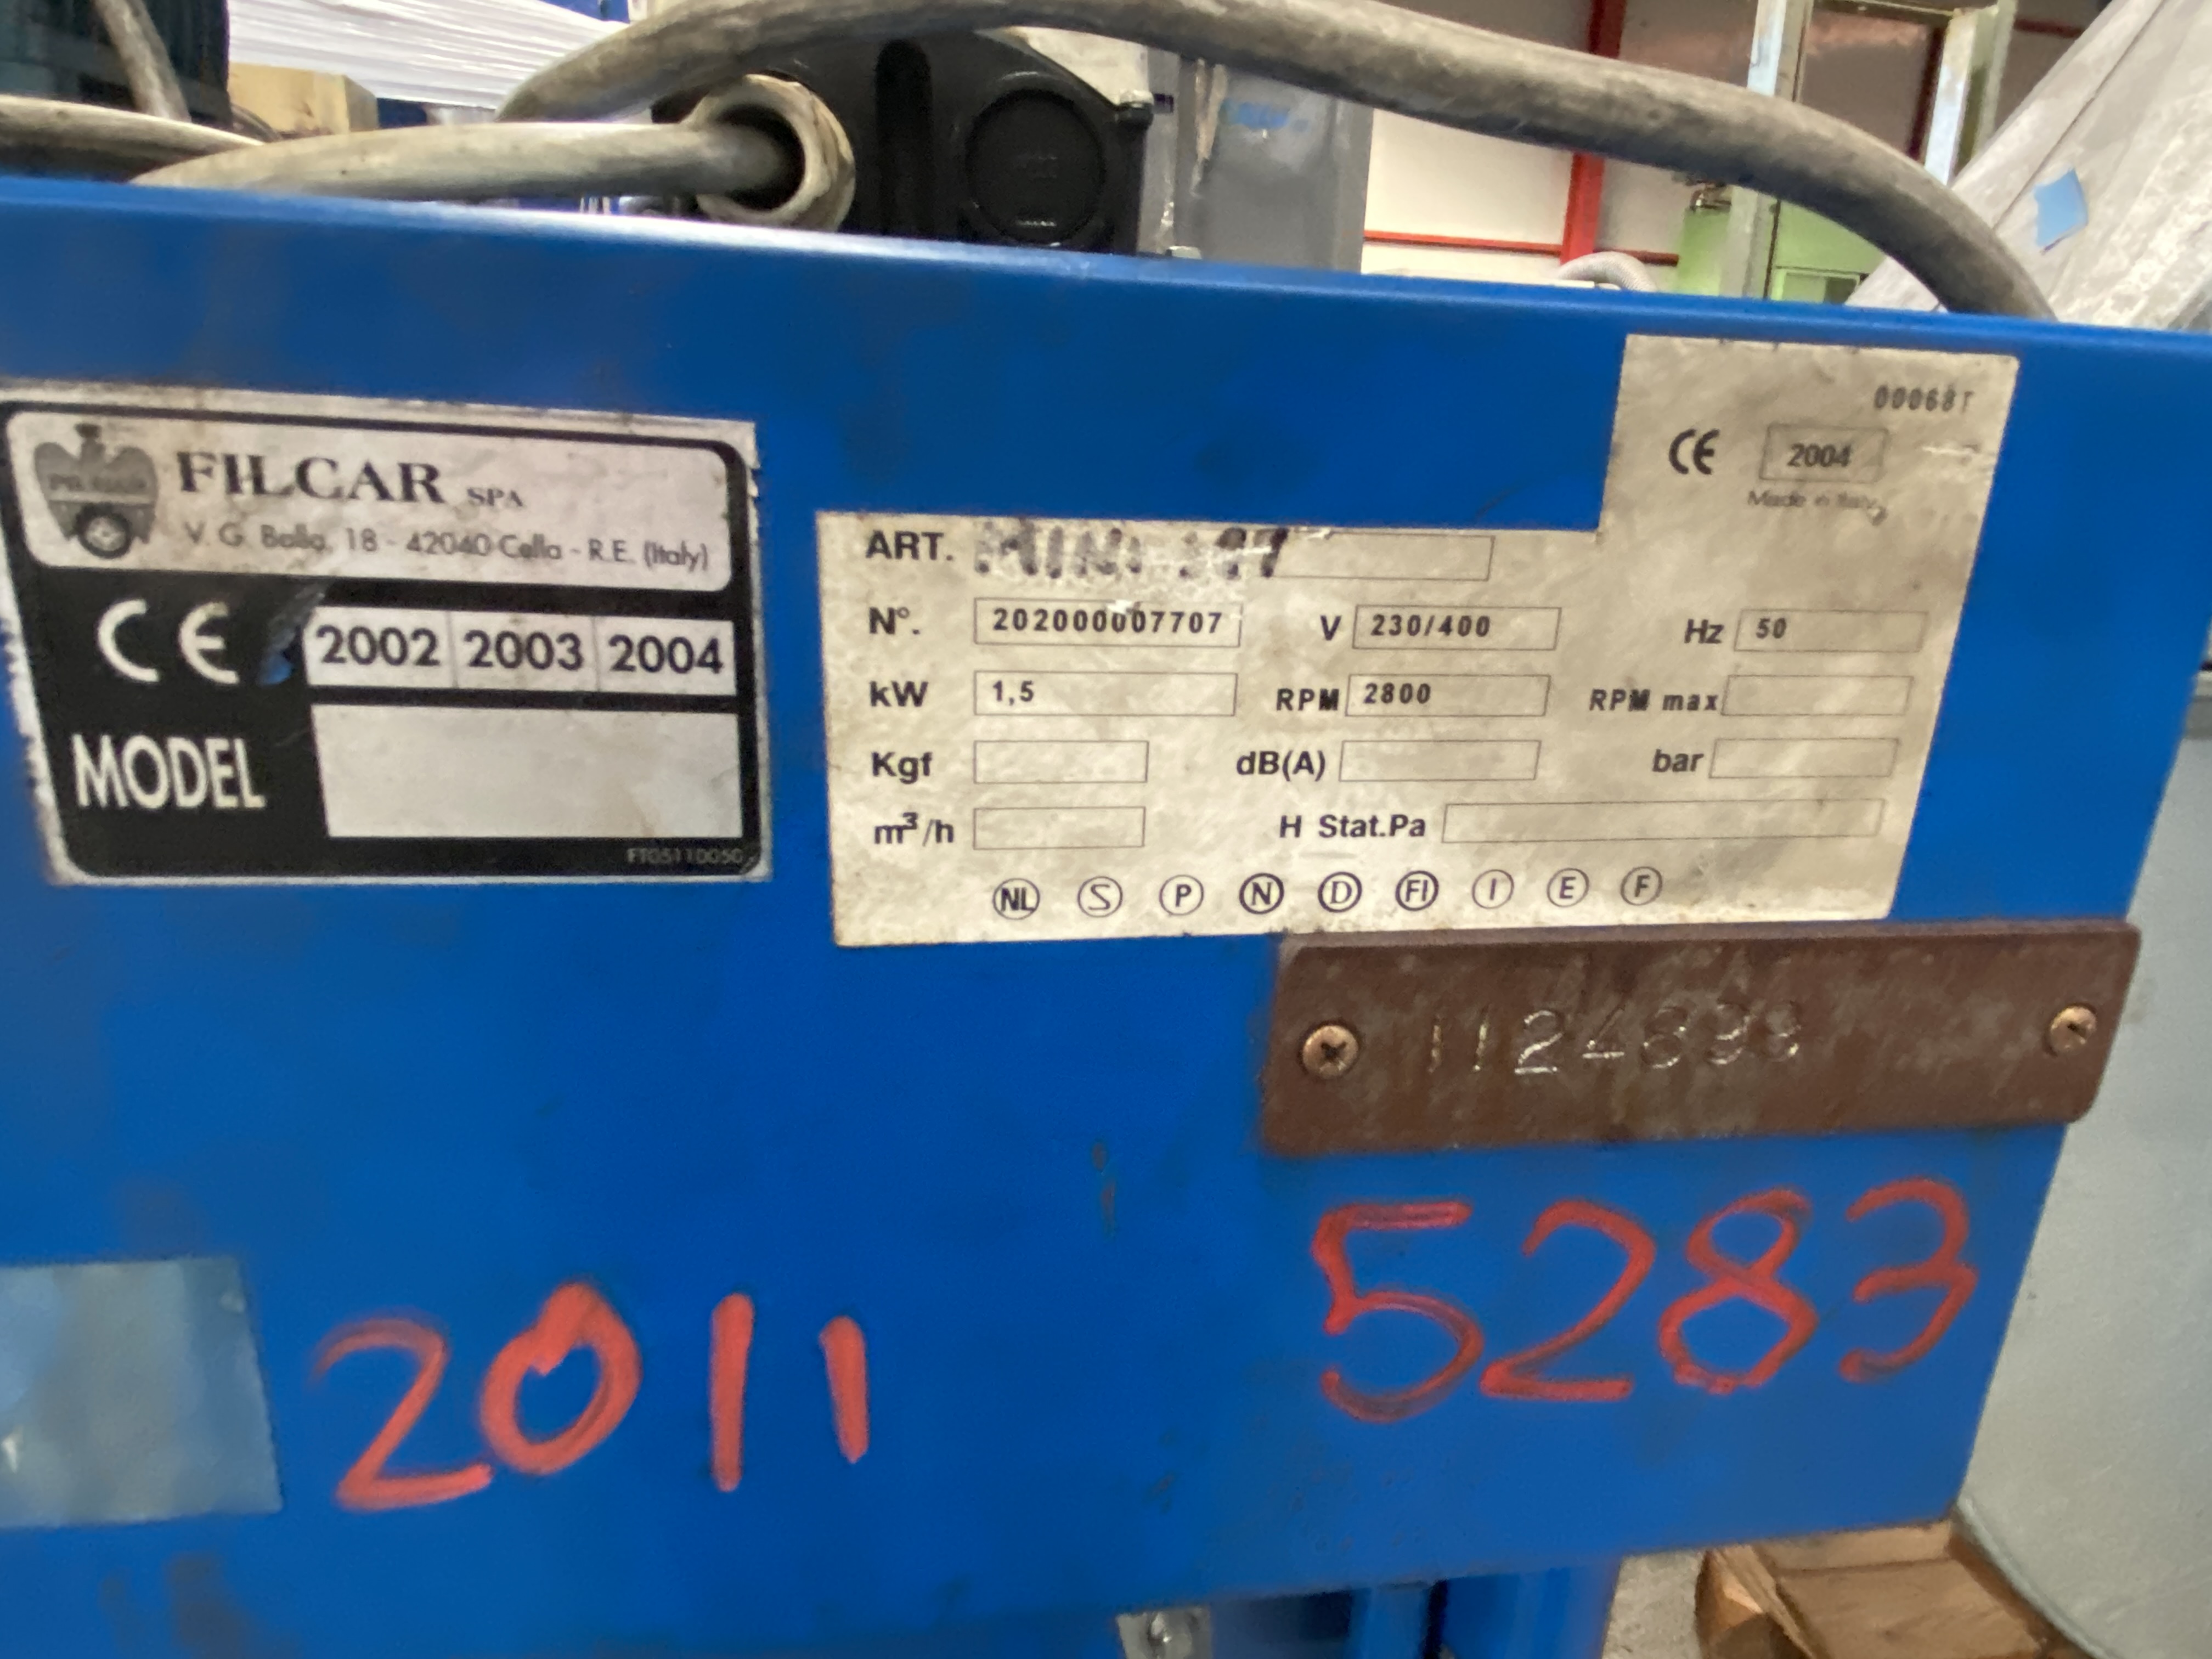 FILCAR SPA
V. G. Balla, 18 - 42040 Cella - R.E. (Italy)
CE 2002 2003 2004
MODEL
FT0511D050
00068T
CE 2004
Made in Italy
ART.
N°. 202000007707 V 230/400 Hz 50
kW 1,5 RPM 2800 RPM max
Kgf dB(A) bar
m³/h H Stat.Pa
NL S P N D FI I E F
2011
5283